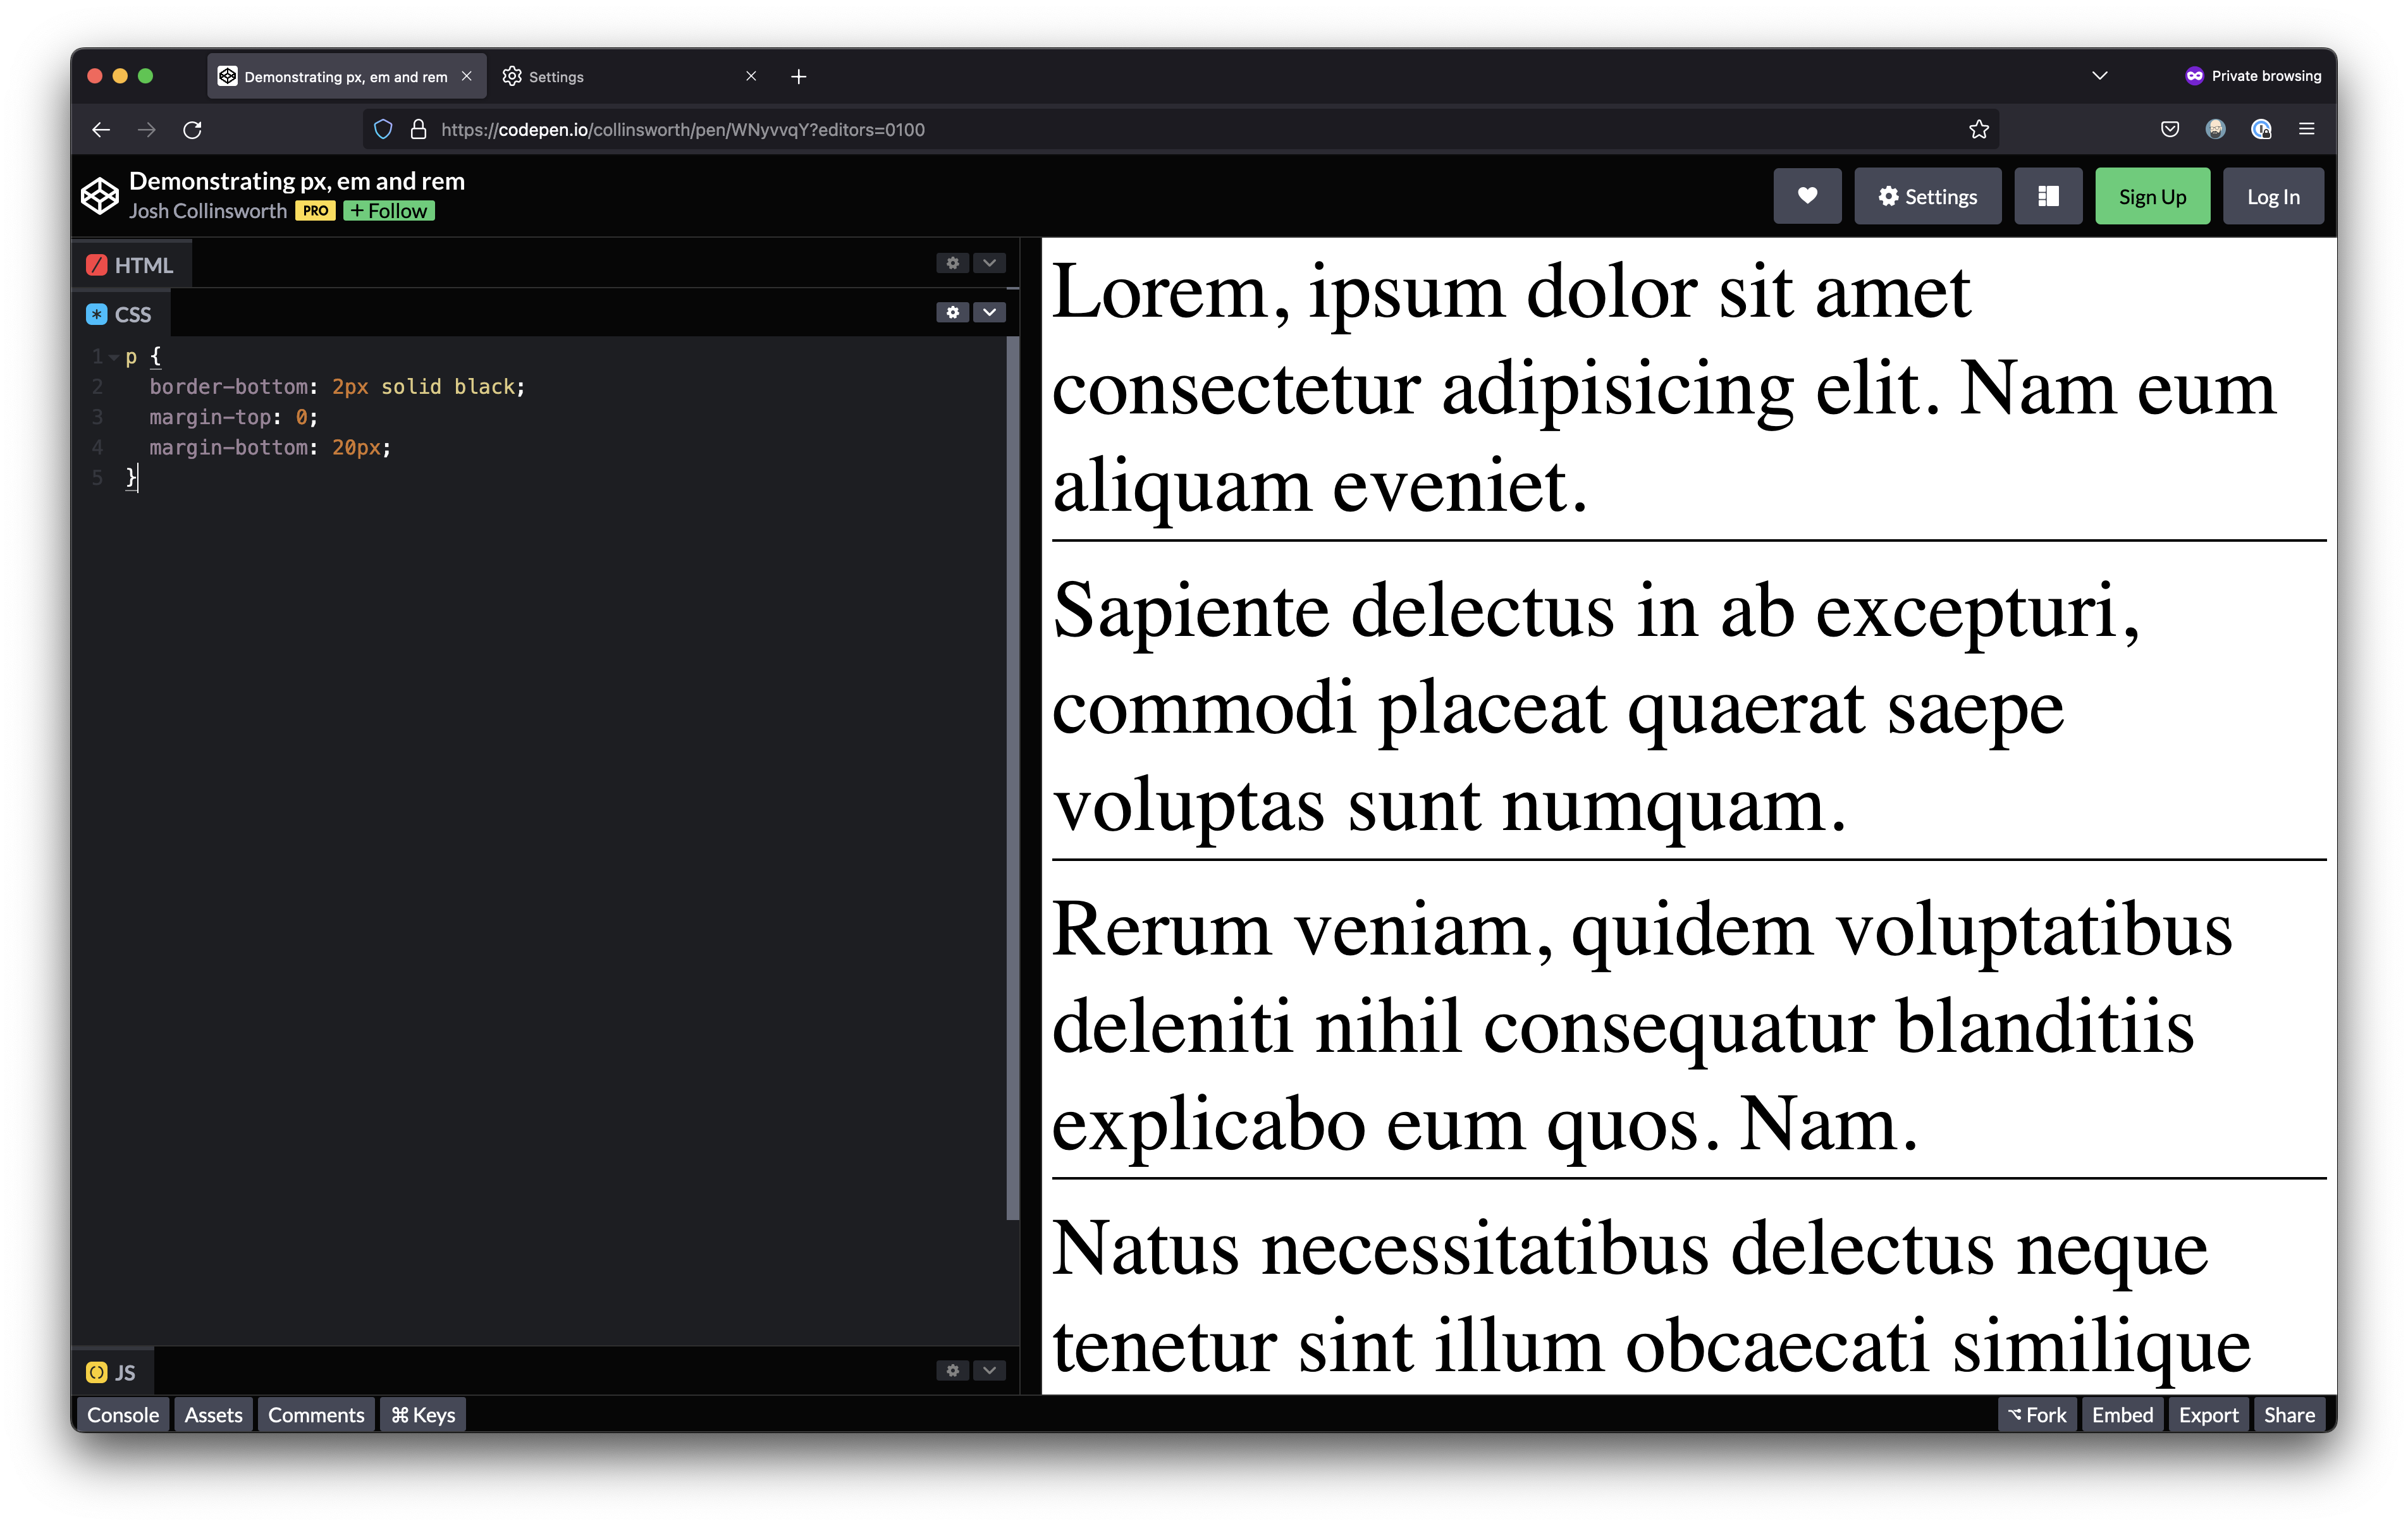 Demonstrating px, em and rem
Settings
Private browsing
https://codepen.io/collinsworth/pen/WNyvvqY?editors=0100
Demonstrating px, em and rem
Josh Collinsworth PRO + Follow
Settings
Sign Up
Log In
HTML
CSS
1 p {
2 border-bottom: 2px solid black;
3 margin-top: 0;
4 margin-bottom: 20px;
5 }
JS
Lorem, ipsum dolor sit amet
consectetur adipisicing elit. Nam eum
aliquam eveniet.
Sapiente delectus in ab excepturi,
commodi placeat quaerat saepe
voluptas sunt numquam.
Rerum veniam, quidem voluptatibus
deleniti nihil consequatur blanditiis
explicabo eum quos. Nam.
Natus necessitatibus delectus neque
tenetur sint illum obcaecati similique
Console Assets Comments ⌘ Keys
Fork Embed Export Share